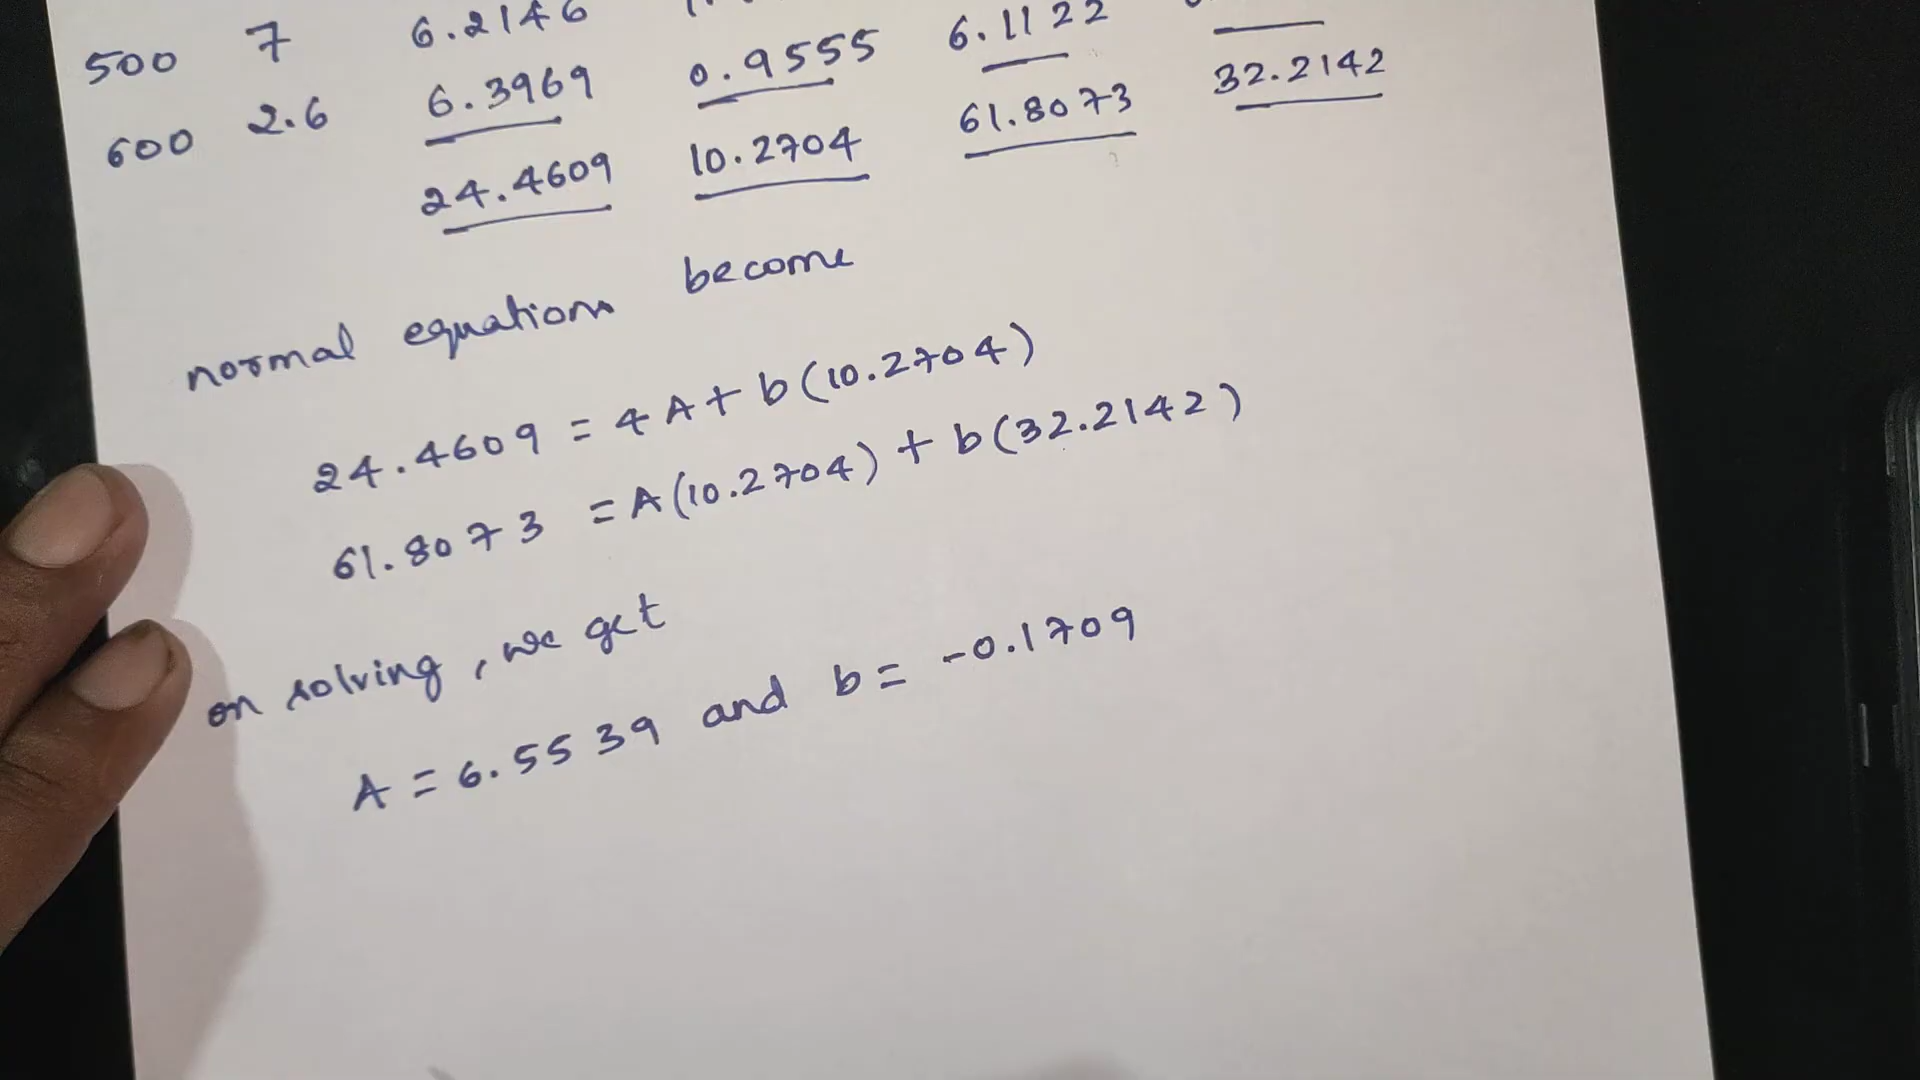 500 7 6.2146
600 2.6 6.3969 0.9555 6.1122
24.4609 10.2704 61.8073 32.2142
normal equations become
24.4609 = 4A + b(10.2704)
61.8073 = A(10.2704) + b(32.2142)
on solving, we get
A = 6.5539 and b = -0.1709